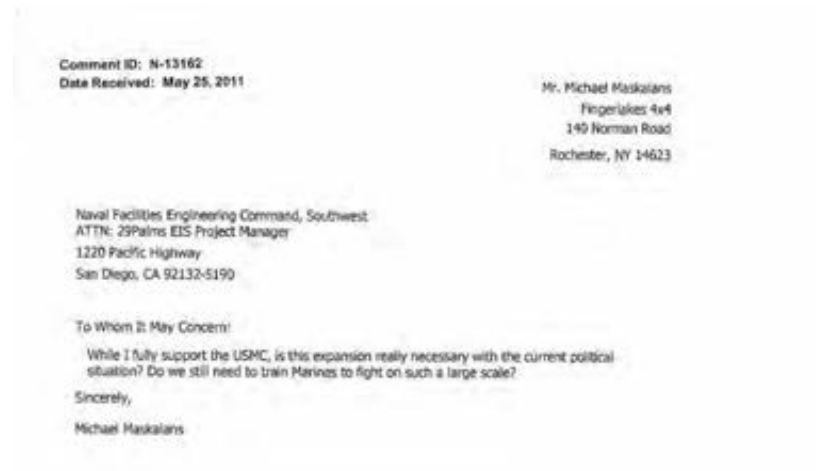 Comment ID: N-13162
Date Received: May 25, 2011
Mr. Michael Maskalans
Fingerlakes 4x4
140 Norman Road
Rochester, NY 14623
Naval Facilities Engineering Command, Southwest
ATTN: 29Palms EIS Project Manager
1220 Pacific Highway
San Diego, CA 92132-5190
To Whom It May Concern:
While I fully support the USMC, is this expansion really necessary with the current political
situation? Do we still need to train Marines to fight on such a large scale?
Sincerely,
Michael Maskalans